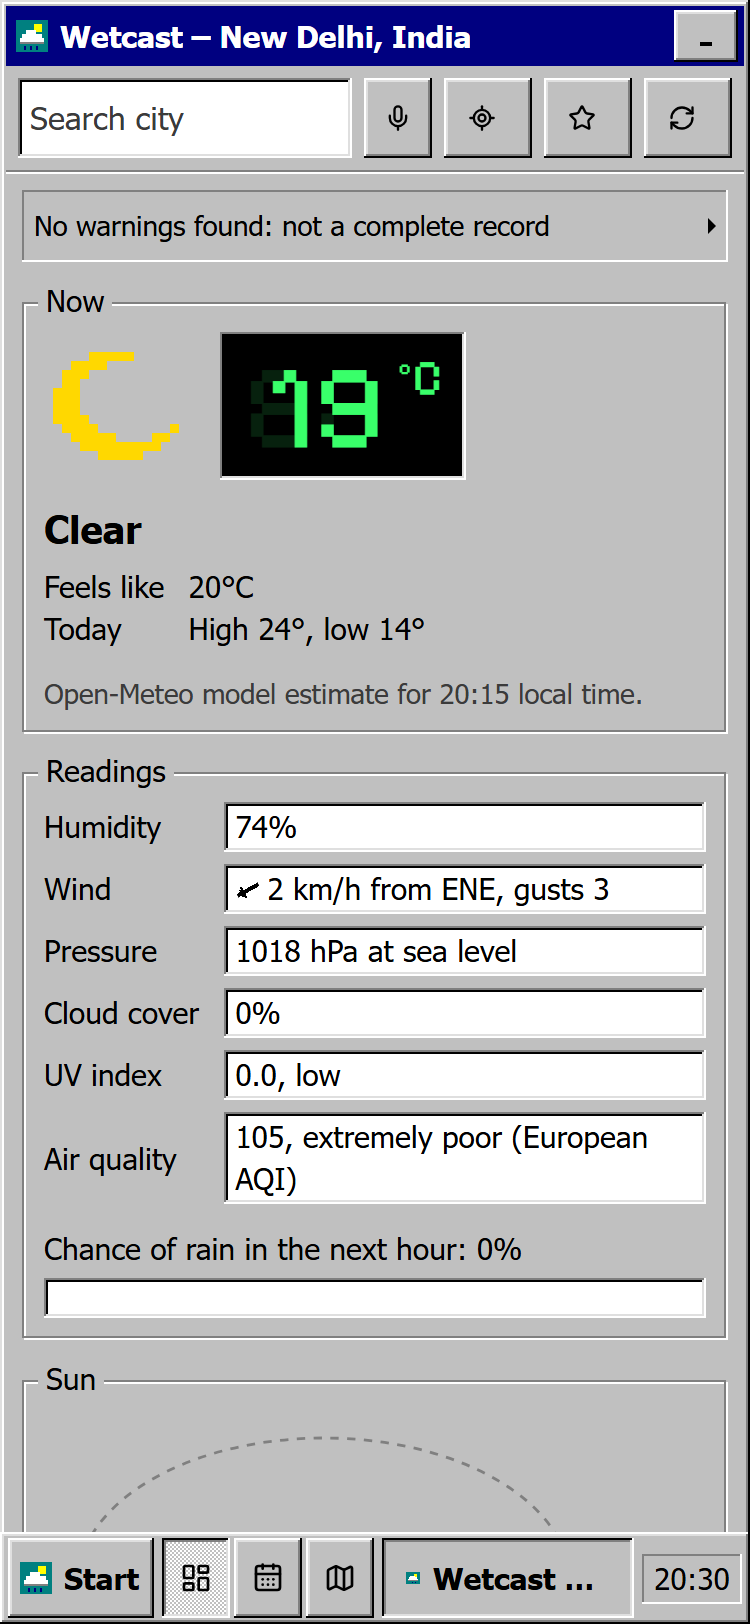 Wetcast – New Delhi, India
Search city
No warnings found: not a complete record
Now
19 °C
Clear
Feels like 20°C
Today High 24°, low 14°
Open-Meteo model estimate for 20:15 local time.
Readings
Humidity 74%
Wind 2 km/h from ENE, gusts 3
Pressure 1018 hPa at sea level
Cloud cover 0%
UV index 0.0, low
Air quality 105, extremely poor (European
AQI)
Chance of rain in the next hour: 0%
Sun
Start Wetcast ... 20:30